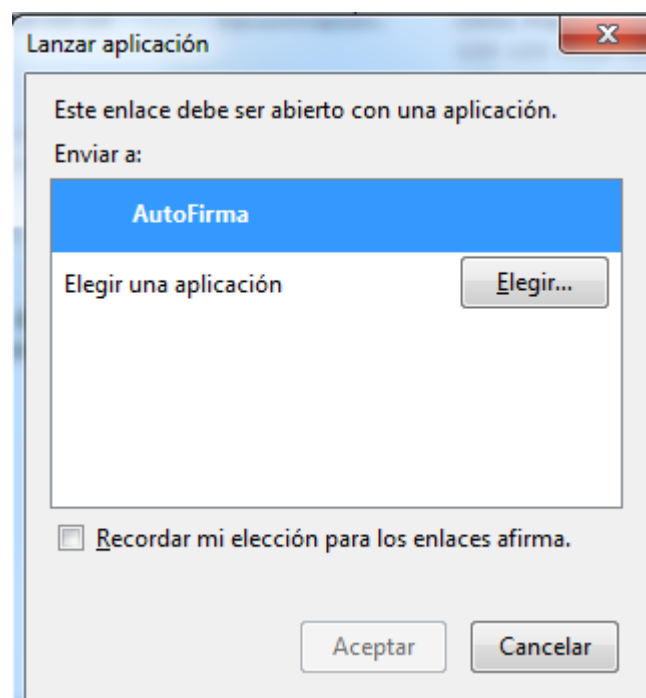 Lanzar aplicación
Este enlace debe ser abierto con una aplicación.
Enviar a:
AutoFirma
Elegir una aplicación
Elegir...
Recordar mi elección para los enlaces afirma.
Aceptar
Cancelar